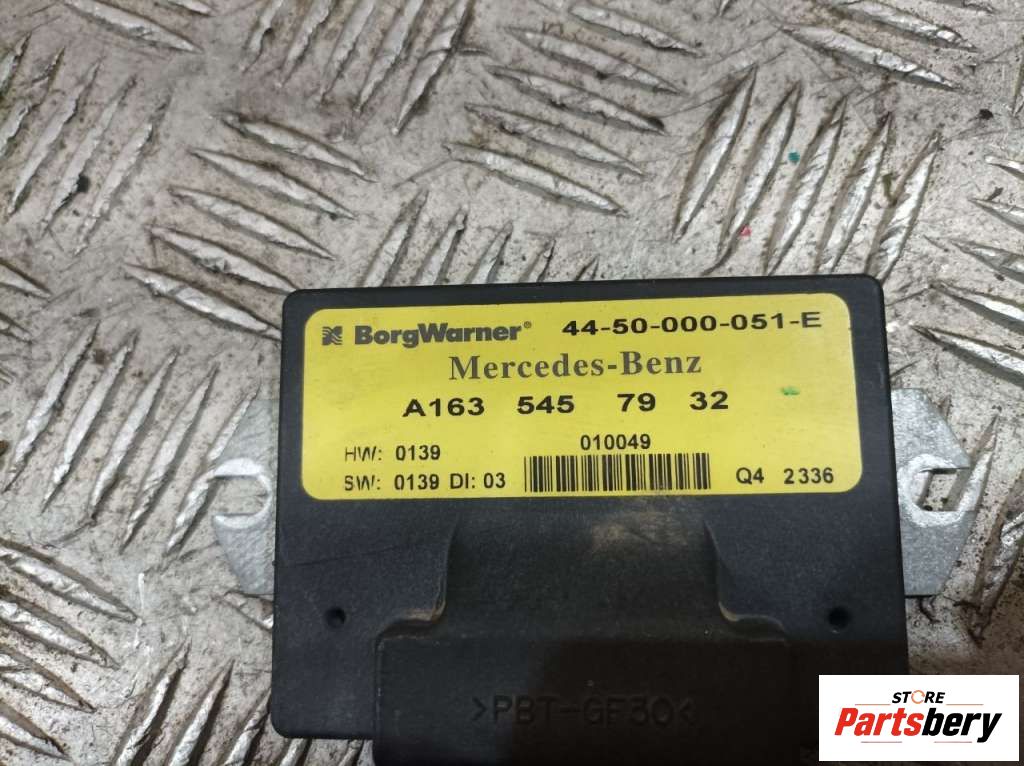 BorgWarner® 44-50-000-051-E
Mercedes-Benz
A163 545 79 32
HW: 0139 010049
SW: 0139 DI: 03 Q4 2336
>PBT-GF30<
STORE
Partsbery